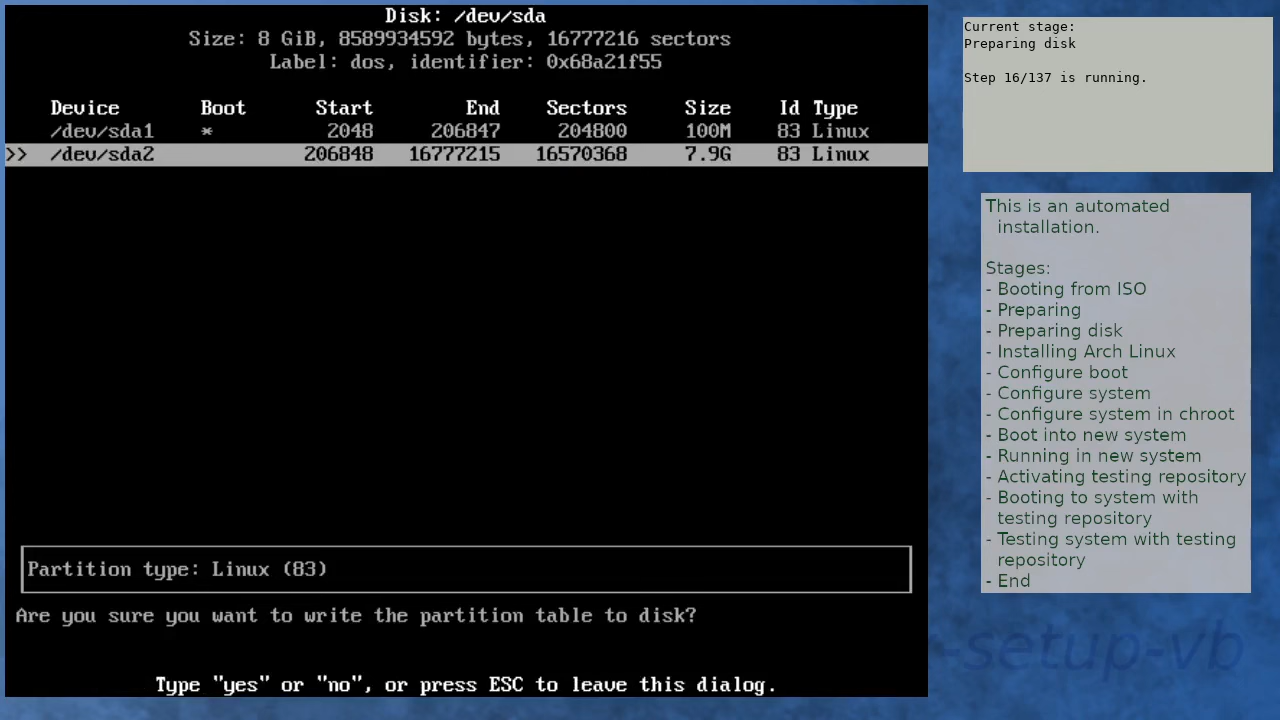 Disk: /dev/sda
Size: 8 GiB, 8589934592 bytes, 16777216 sectors
Label: dos, identifier: 0x68a21f55
Device Boot Start End Sectors Size Id Type
/dev/sda1 * 2048 206847 204800 100M 83 Linux
>> /dev/sda2 206848 16777215 16570368 7.9G 83 Linux
Partition type: Linux (83)
Are you sure you want to write the partition table to disk?
Type "yes" or "no", or press ESC to leave this dialog.
Current stage:
Preparing disk
Step 16/137 is running.
This is an automated
installation.
Stages:
- Booting from ISO
- Preparing
- Preparing disk
- Installing Arch Linux
- Configure boot
- Configure system
- Configure system in chroot
- Boot into new system
- Running in new system
- Activating testing repository
- Booting to system with
testing repository
- Testing system with testing
repository
- End
-setup-vb